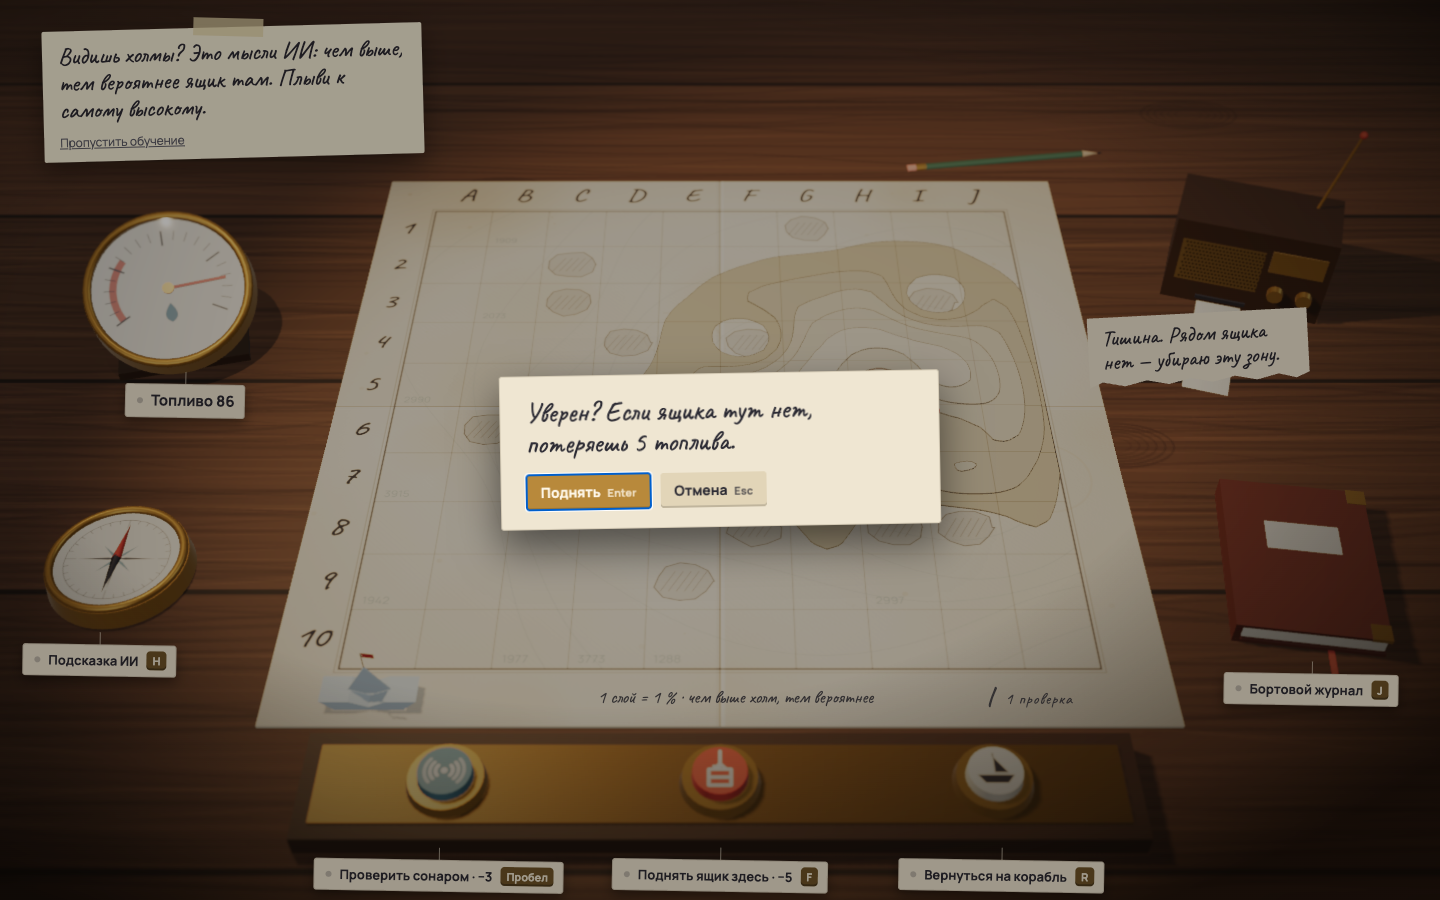 Видишь холмы? Это мысли ИИ: чем выше,
тем вероятнее ящик там. Плыви к
самому высокому.
Пропустить обучение
A B C D E F G H I J
1
2
3
4
5
6
7
8
9
10
Тишина. Рядом ящика
нет — убираю эту зону.
Топливо 86
Уверен? Если ящика тут нет,
потеряешь 5 топлива.
Поднять Enter
Отмена Esc
Подсказка ИИ H
Бортовой журнал J
1977 2723
1 слой = 1 % · чем выше холм, тем вероятнее
1 проверка
Проверить сонаром · −3 Пробел
Поднять ящик здесь · −5 F
Вернуться на корабль R